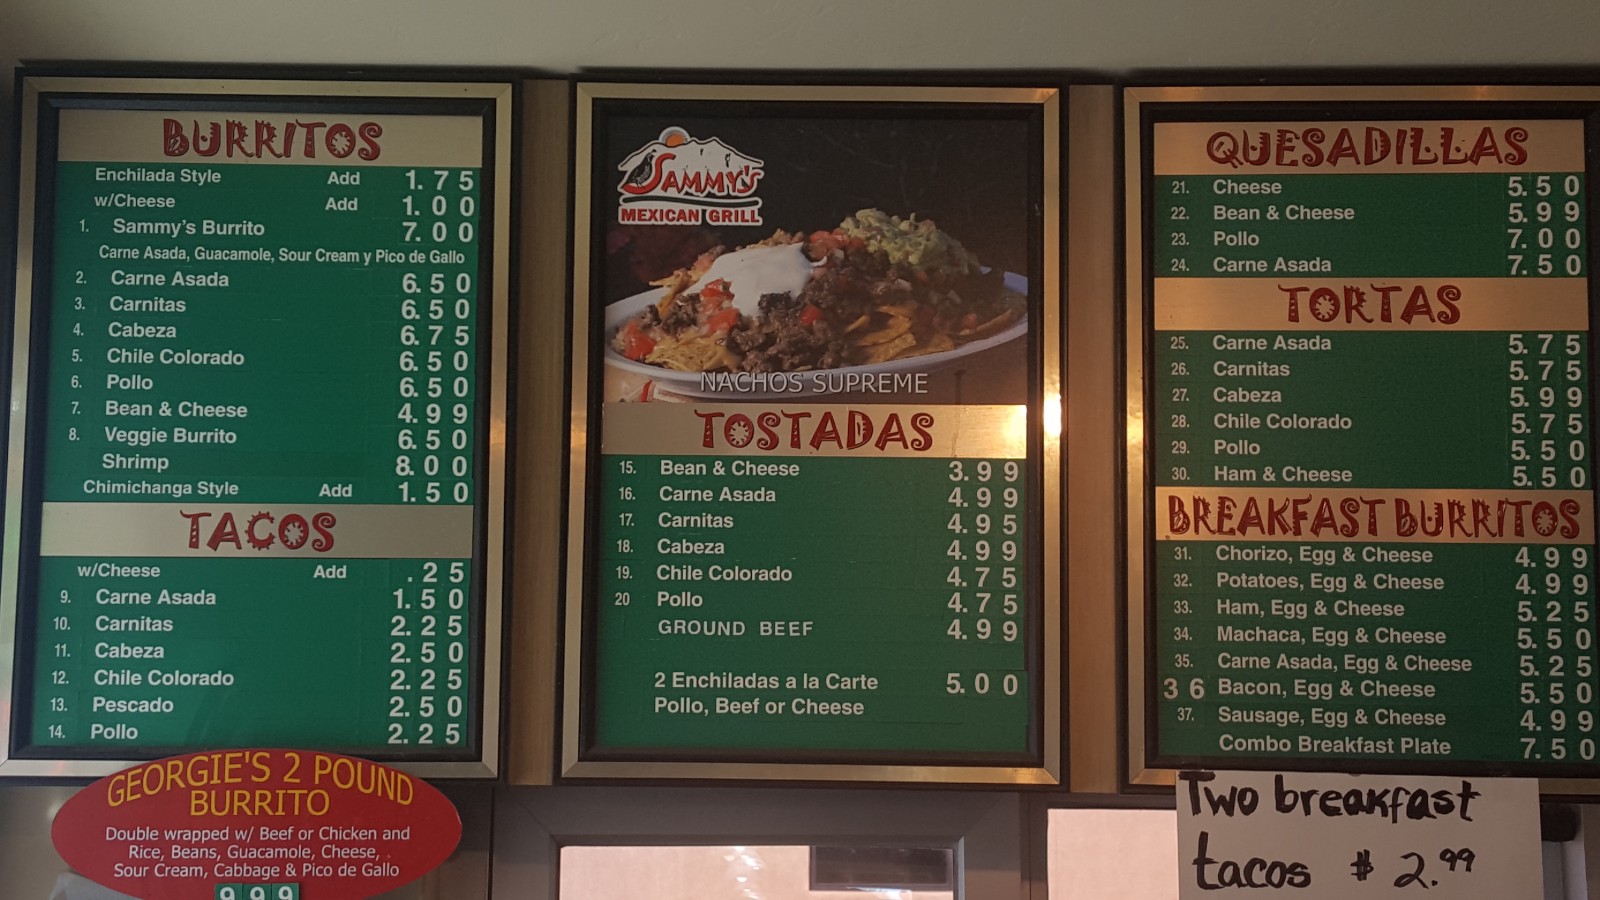 BURRITOS
Enchilada Style Add 1.75
w/Cheese Add 1.00
1. Sammy's Burrito 7.00
Carne Asada, Guacamole, Sour Cream y Pico de Gallo
2. Carne Asada 6.50
3. Carnitas 6.50
4. Cabeza 6.75
5. Chile Colorado 6.50
6. Pollo 6.50
7. Bean & Cheese 4.99
8. Veggie Burrito 6.50
Shrimp 8.00
Chimichanga Style Add 1.50
TACOS
w/Cheese Add .25
9. Carne Asada 1.50
10. Carnitas 2.25
11. Cabeza 2.50
12. Chile Colorado 2.25
13. Pescado 2.50
14. Pollo 2.25
GEORGIE'S 2 POUND
BURRITO
Double wrapped w/ Beef or Chicken and
Rice, Beans, Guacamole, Cheese,
Sour Cream, Cabbage & Pico de Gallo
9.99
SAMMY'S
MEXICAN GRILL
NACHOS SUPREME
TOSTADAS
15. Bean & Cheese 3.99
16. Carne Asada 4.99
17. Carnitas 4.95
18. Cabeza 4.99
19. Chile Colorado 4.75
20 Pollo 4.75
GROUND BEEF 4.99
2 Enchiladas a la Carte 5.00
Pollo, Beef or Cheese
QUESADILLAS
21. Cheese 5.50
22. Bean & Cheese 5.99
23. Pollo 7.00
24. Carne Asada 7.50
TORTAS
25. Carne Asada 5.75
26. Carnitas 5.75
27. Cabeza 5.99
28. Chile Colorado 5.75
29. Pollo 5.50
30. Ham & Cheese 5.50
BREAKFAST BURRITOS
31. Chorizo, Egg & Cheese 4.99
32. Potatoes, Egg & Cheese 4.99
33. Ham, Egg & Cheese 5.25
34. Machaca, Egg & Cheese 5.50
35. Carne Asada, Egg & Cheese 5.25
36 Bacon, Egg & Cheese 5.50
37. Sausage, Egg & Cheese 4.99
Combo Breakfast Plate 7.50
Two breakfast
tacos $2.99